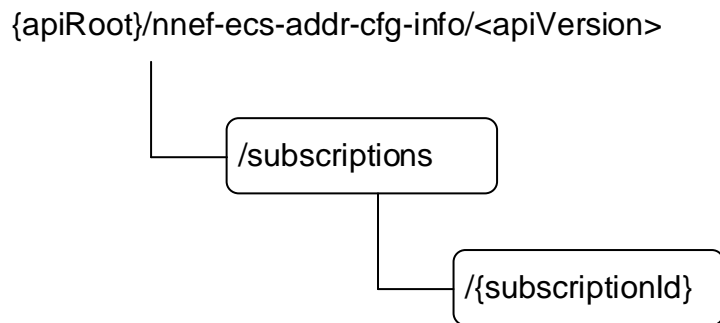 {apiRoot}/nnef-ecs-addr-cfg-info/<apiVersion>
/subscriptions
/{subscriptionId}